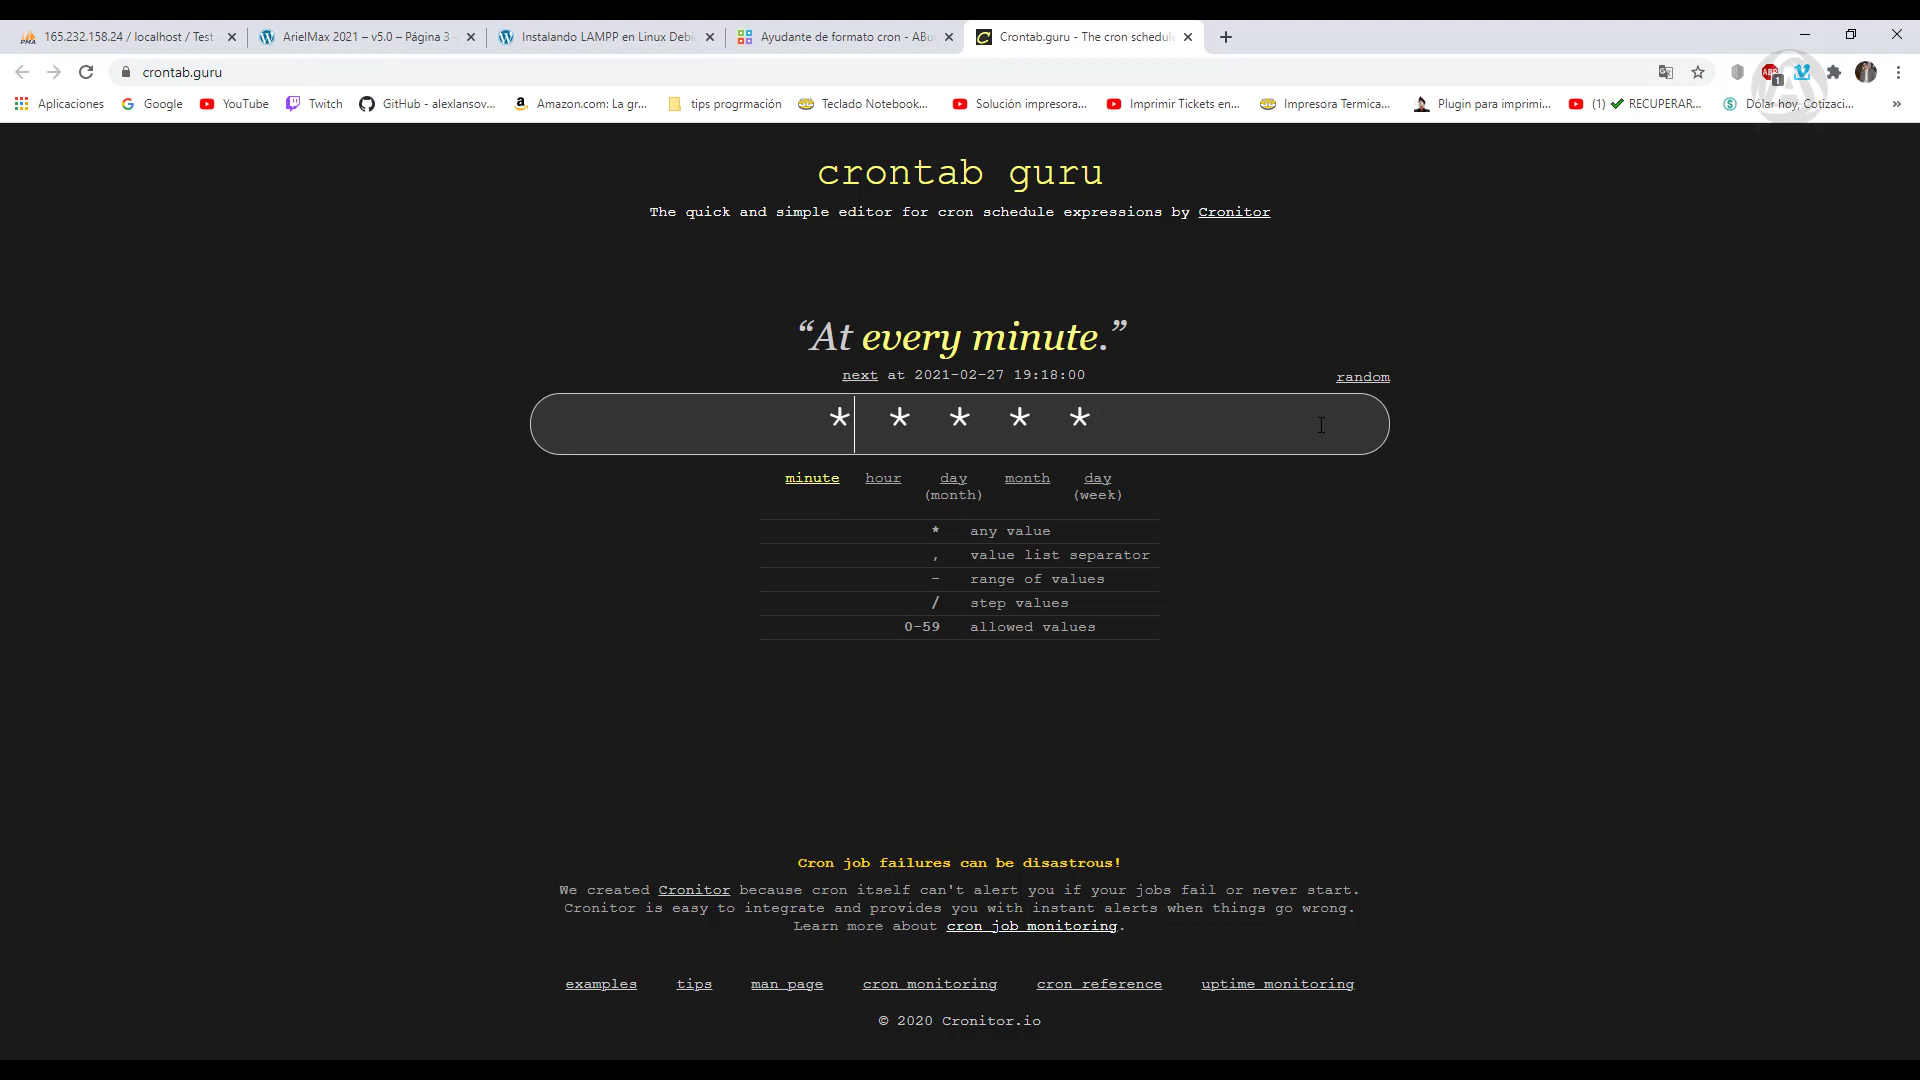 165.232.158.24 / localhost / Test
ArielMax 2021 – v5.0 – Página 3 –
Instalando LAMPP en Linux Debi
Ayudante de formato cron - ABu
Crontab.guru - The cron schedule
crontab.guru
ABP
1
Aplicaciones
Google
YouTube
Twitch
GitHub - alexlansov...
Amazon.com: La gr...
tips progrmación
Teclado Notebook...
Solución impresora...
Imprimir Tickets en...
Impresora Termica...
Plugin para imprimi...
(1) ✔ RECUPERAR...
Dólar hoy, Cotizaci...
»
crontab guru
The quick and simple editor for cron schedule expressions by Cronitor
“At every minute.”
next at 2021-02-27 19:18:00
random
* * * * *
minute hour day month day
(month) (week)
* any value
, value list separator
- range of values
/ step values
0-59 allowed values
Cron job failures can be disastrous!
We created Cronitor because cron itself can't alert you if your jobs fail or never start.
Cronitor is easy to integrate and provides you with instant alerts when things go wrong.
Learn more about cron job monitoring.
examples tips man page cron monitoring cron reference uptime monitoring
© 2020 Cronitor.io